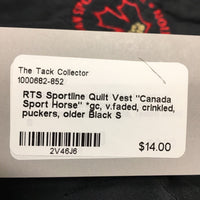 The Tack Collector
1000682-852
RTS Sportline Quilt Vest "Canada
Sport Horse" *gc, v.faded, crinkled,
puckers, older Black S
2V46J6
$14.00